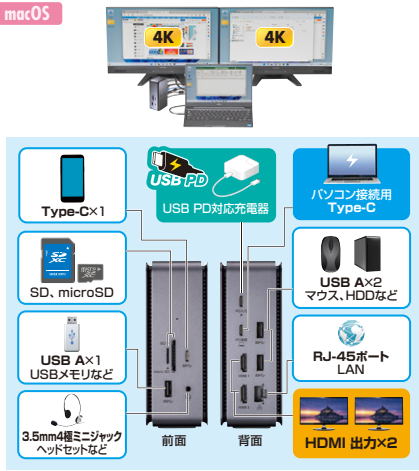 macOS
4K
4K
Type-C×1
USB PD
USB PD対応充電器
パソコン接続用
Type-C
SD、microSD
USB A×2
マウス、HDDなど
USB A×1
USBメモリなど
RJ-45ポート
LAN
3.5mm4極ミニジャック
ヘッドセットなど
前面
背面
HDMI 出力×2